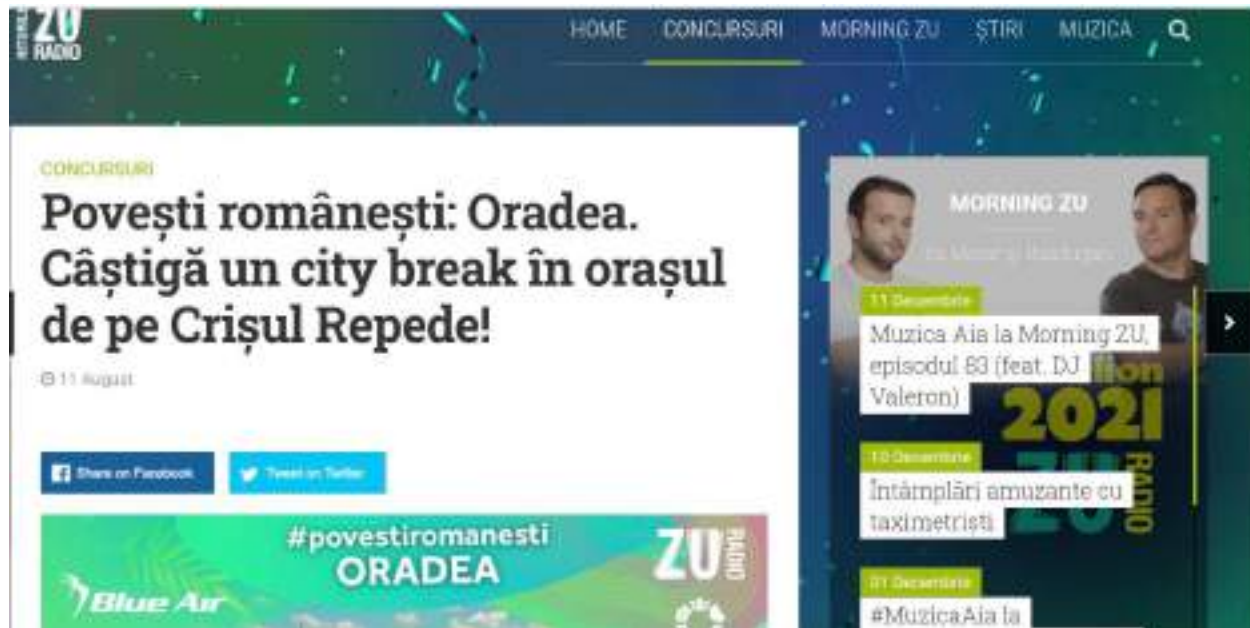 ZU
RADIO
HOME CONCURSURI MORNING ZU ȘTIRI MUZICA
CONCURSURI
Povești românești: Oradea.
Câștigă un city break în orașul
de pe Crișul Repede!
11 August
Share on Facebook
Tweet on Twitter
#povestiromanesti
ORADEA
Blue Air
ZU
RADIO
MORNING ZU
11 Decembrie
Muzica Aia la Morning ZU,
episodul 83 (feat. DJ
Valeron)
2021
ZU
RADIO
10 Decembrie
Întâmplări amuzante cu
taximetriști
01 Decembrie
#MuzicaAia la